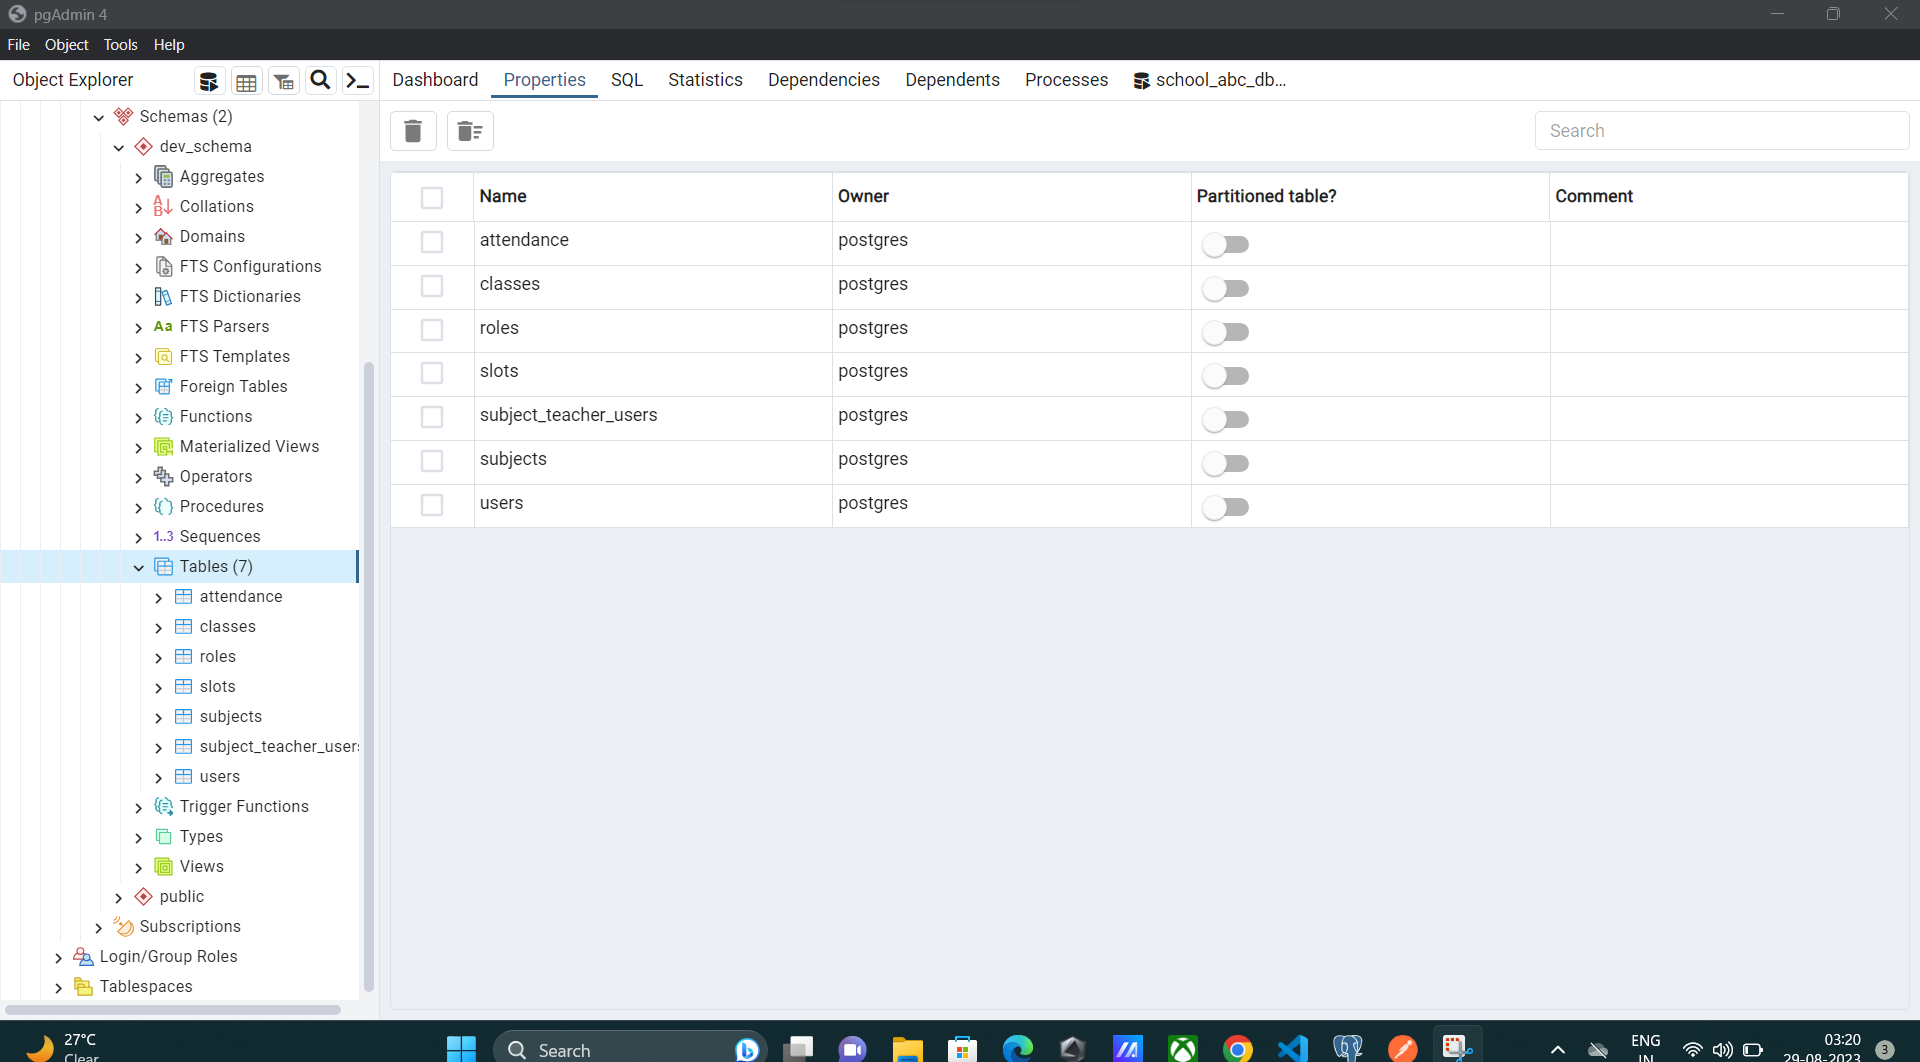 pgAdmin 4
File Object Tools Help
Object Explorer
Dashboard Properties SQL Statistics Dependencies Dependents Processes school_abc_db...
Search
Schemas (2)
dev_schema
Aggregates
Collations
Domains
FTS Configurations
FTS Dictionaries
Aa FTS Parsers
FTS Templates
Foreign Tables
Functions
Materialized Views
Operators
Procedures
1..3 Sequences
Tables (7)
attendance
classes
roles
slots
subjects
subject_teacher_users
users
Trigger Functions
Types
Views
public
Subscriptions
Login/Group Roles
Tablespaces
Name Owner Partitioned table? Comment
attendance postgres
classes postgres
roles postgres
slots postgres
subject_teacher_users postgres
subjects postgres
users postgres
27°C
Clear
Search
ENG
IN
03:20
29-08-2023
3